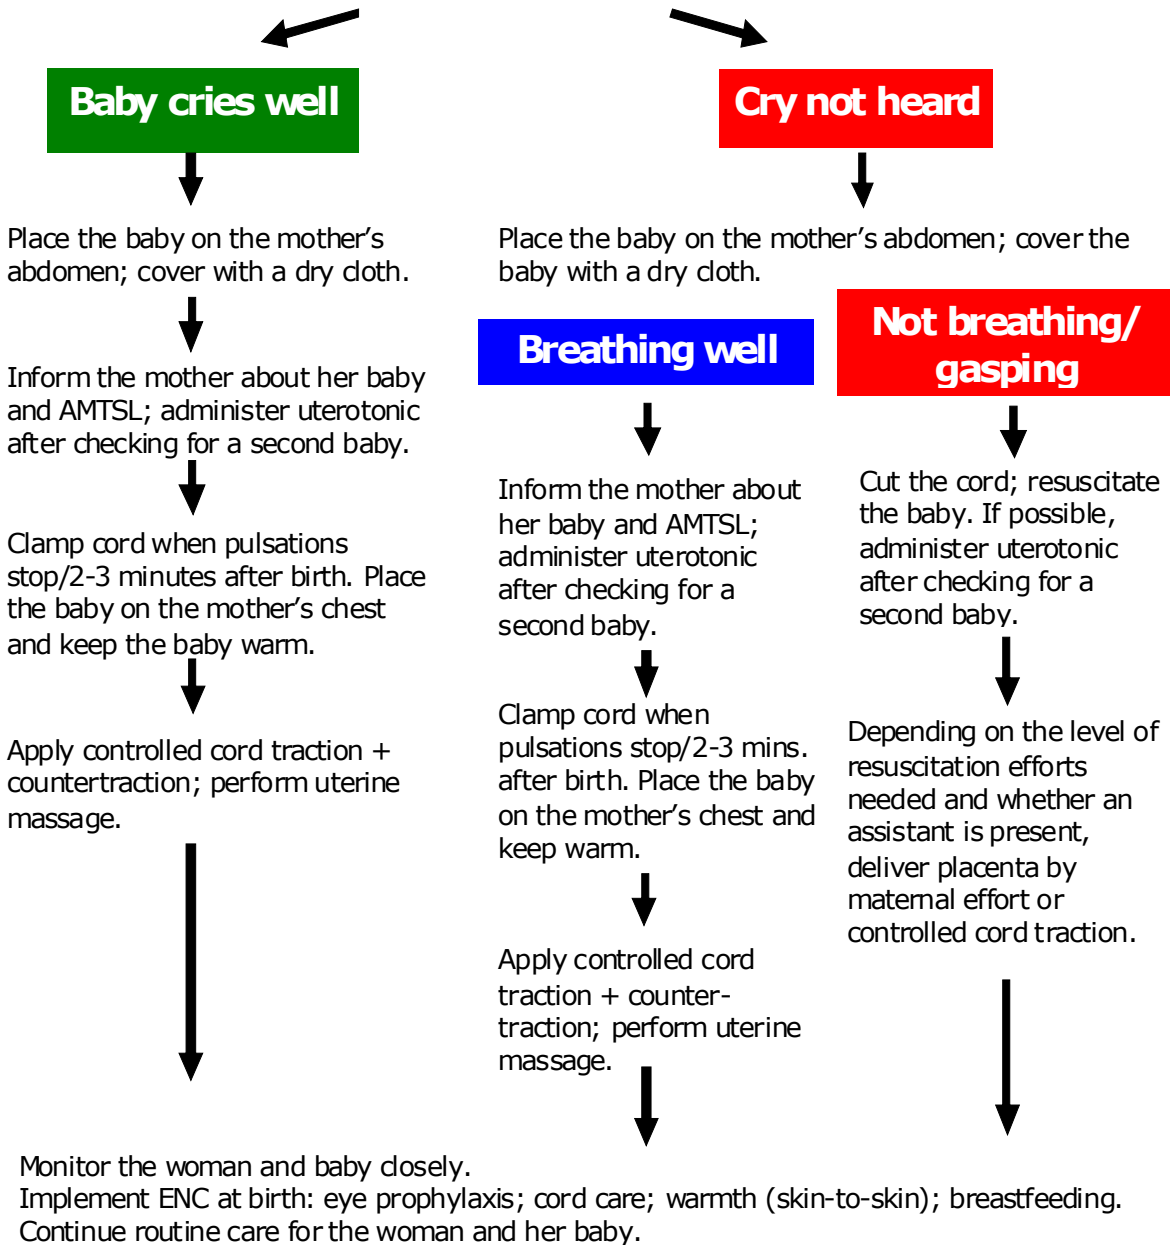 Baby cries well
Cry not heard
Place the baby on the mother's
abdomen; cover with a dry cloth.
Inform the mother about her baby
and AMTSL; administer uterotonic
after checking for a second baby.
Clamp cord when pulsations
stop/2-3 minutes after birth. Place
the baby on the mother's chest
and keep the baby warm.
Apply controlled cord traction +
countertraction; perform uterine
massage.
Place the baby on the mother's abdomen; cover the
baby with a dry cloth.
Breathing well
Inform the mother about
her baby and AMTSL;
administer uterotonic
after checking for a
second baby.
Clamp cord when
pulsations stop/2-3 mins.
after birth. Place the baby
on the mother's chest and
keep warm.
Apply controlled cord
traction + counter-
traction; perform uterine
massage.
Not breathing/
gasping
Cut the cord; resuscitate
the baby. If possible,
administer uterotonic
after checking for a
second baby.
Depending on the level of
resuscitation efforts
needed and whether an
assistant is present,
deliver placenta by
maternal effort or
controlled cord traction.
Monitor the woman and baby closely.
Implement ENC at birth: eye prophylaxis; cord care; warmth (skin-to-skin); breastfeeding.
Continue routine care for the woman and her baby.